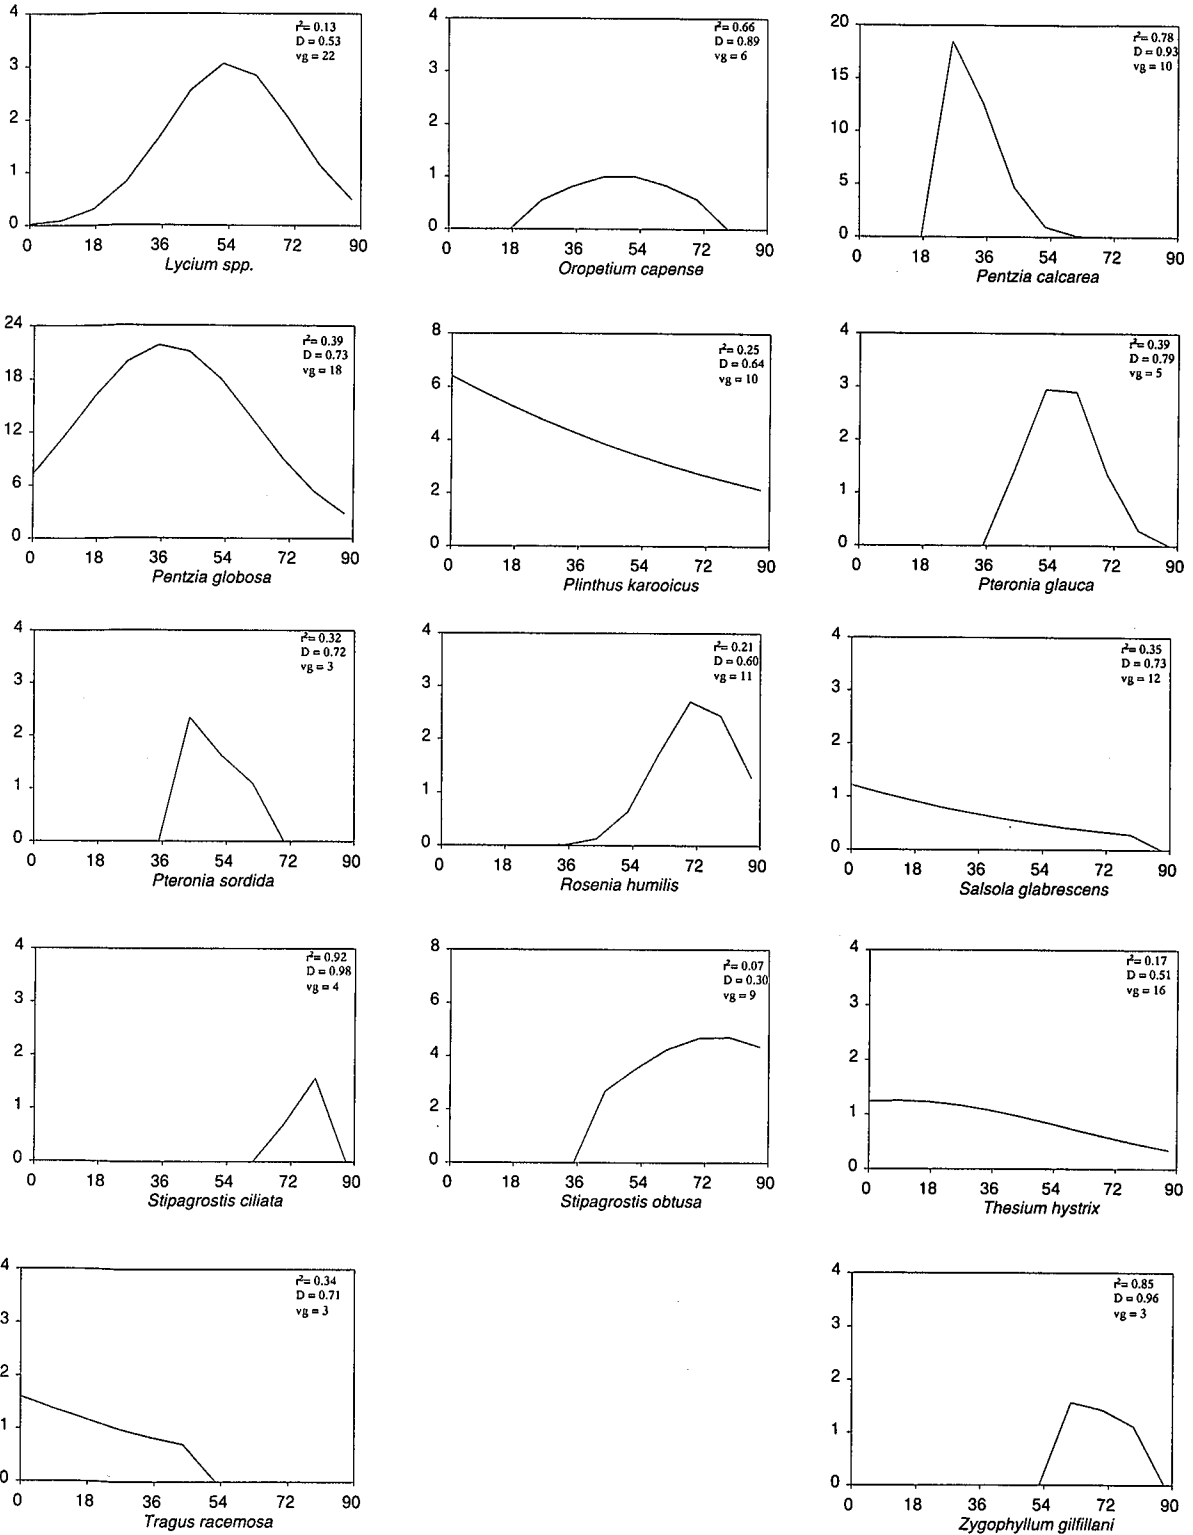 4
3
2
1
0
r²= 0.13
D = 0.53
vg = 22
0 18 36 54 72 90
Lycium spp.
4
3
2
1
0
r²= 0.66
D = 0.89
vg = 6
0 18 36 54 72 90
Oropetium capense
20
15
10
5
0
r²= 0.78
D = 0.93
vg = 10
0 18 36 54 72 90
Pentzia calcarea
24
18
12
6
0
r²= 0.39
D = 0.73
vg = 18
0 18 36 54 72 90
Pentzia globosa
8
6
4
2
0
r²= 0.25
D = 0.64
vg = 10
0 18 36 54 72 90
Plinthus karooicus
4
3
2
1
0
r²= 0.39
D = 0.79
vg = 5
0 18 36 54 72 90
Pteronia glauca
4
3
2
1
0
r²= 0.32
D = 0.72
vg = 3
0 18 36 54 72 90
Pteronia sordida
4
3
2
1
0
r²= 0.21
D = 0.60
vg = 11
0 18 36 54 72 90
Rosenia humilis
4
3
2
1
0
r²= 0.35
D = 0.73
vg = 12
0 18 36 54 72 90
Salsola glabrescens
4
3
2
1
0
r²= 0.92
D = 0.98
vg = 4
0 18 36 54 72 90
Stipagrostis ciliata
8
6
4
2
0
r²= 0.07
D = 0.30
vg = 9
0 18 36 54 72 90
Stipagrostis obtusa
4
3
2
1
0
r²= 0.17
D = 0.51
vg = 16
0 18 36 54 72 90
Thesium hystrix
4
3
2
1
0
r²= 0.34
D = 0.71
vg = 3
0 18 36 54 72 90
Tragus racemosa
4
3
2
1
0
r²= 0.85
D = 0.96
vg = 3
0 18 36 54 72 90
Zygophyllum gilfillani